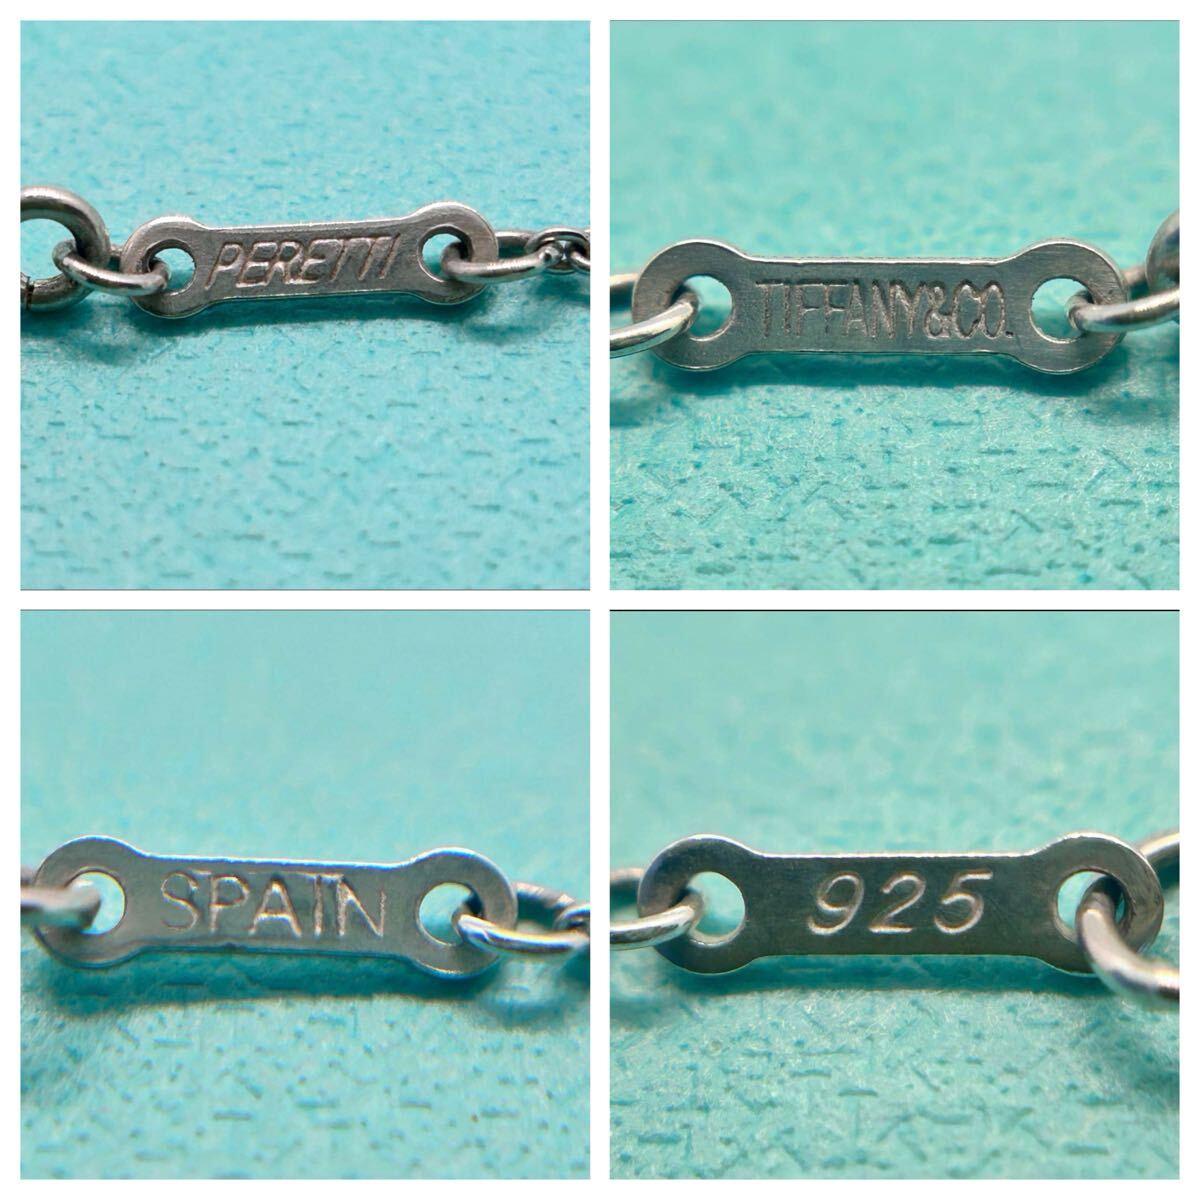 PERETTI
TIFFANY&CO.
SPAIN
925